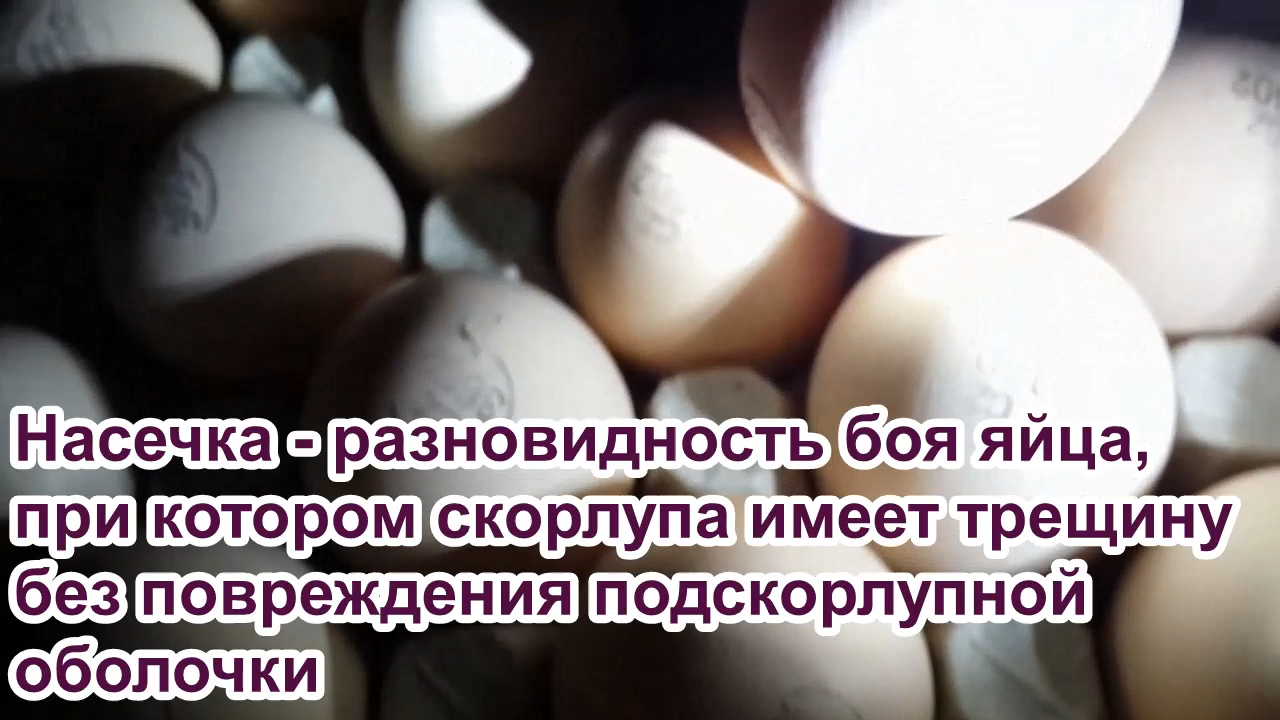 Насечка - разновидность боя яйца,
при котором скорлупа имеет трещину
без повреждения подскорлупной
оболочки